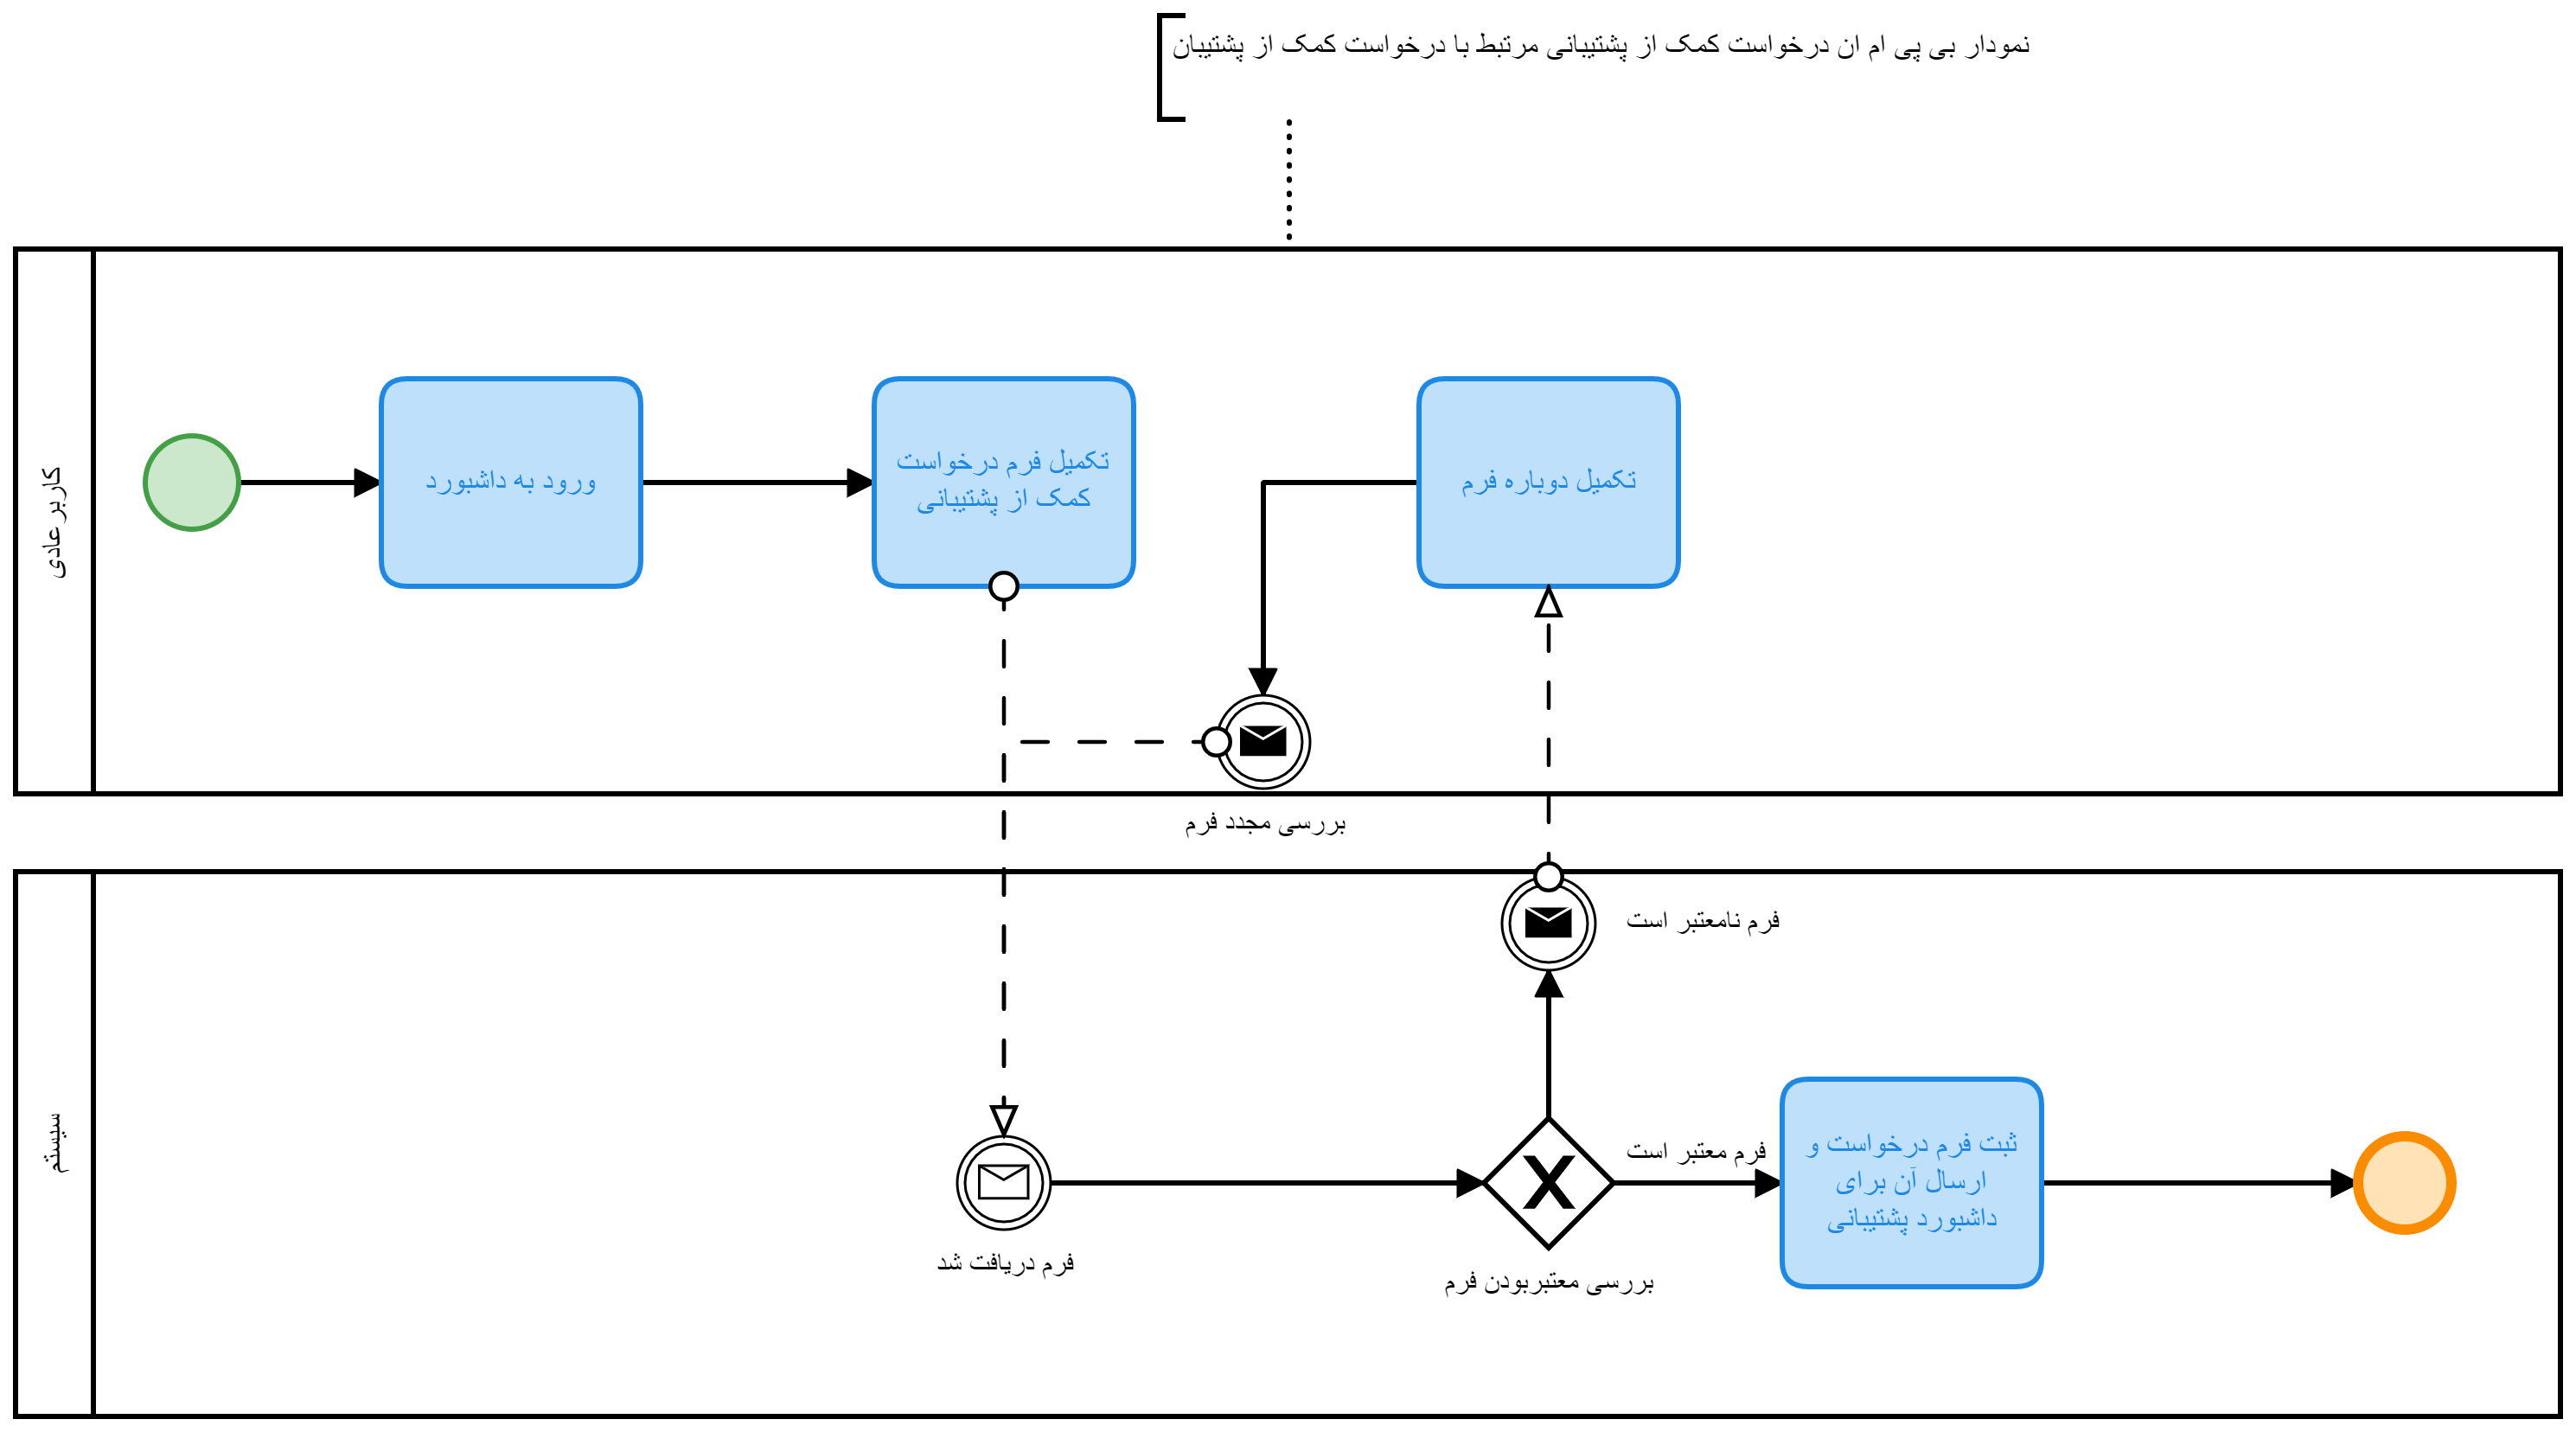 نمودار بی پی ام ان درخواست کمک از پشتیبانی مرتبط با درخواست کمک از پشتیبان
کاربر عادی
ورود به داشبورد
تکمیل فرم درخواست
کمک از پشتیبانی
تکمیل دوباره فرم
بررسی مجدد فرم
سیستم
فرم نامعتبر است
فرم معتبر است
ثبت فرم درخواست و
ارسال آن برای
داشبورد پشتیبانی
فرم دریافت شد
بررسی معتبربودن فرم